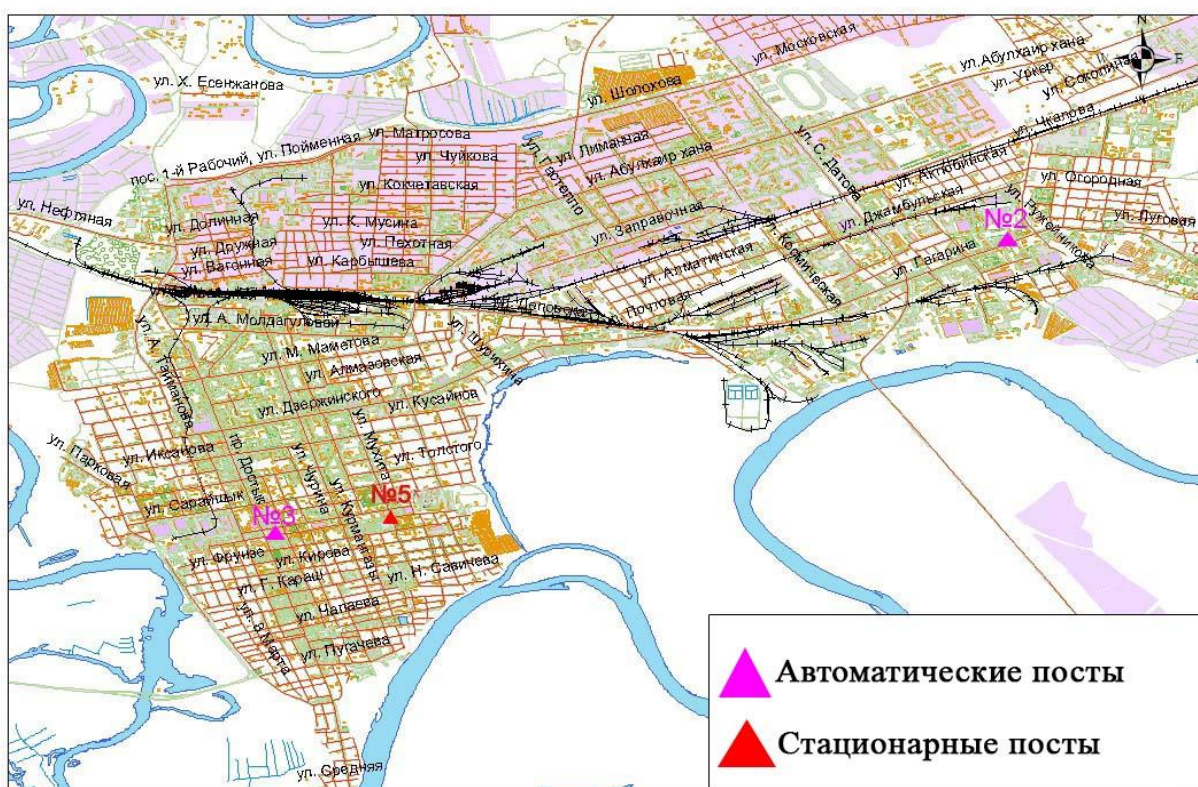 ул. Московская
ул. Абулхаир хана
ул. Уркер
ул. Соколиная
N
E
ул. Х. Есенжанова
ул. Шолохова
ул. Чкалова
пос. 1-й Рабочий, ул. Пойменная
ул. Матросова
ул. Чуйкова
ул. Гастелло
ул. Лиманная
ул. Абулхаир хана
ул. С. Датова
ул. Актюбинская
ул. Огородная
ул. Кокчетавская
ул. Джамбульская
ул. Ружейникова
ул. Луговая
ул. Нефтяная
ул. Долинная
ул. К. Мусина
ул. Заправочная
№2
ул. Дружная
ул. Пехотная
ул. Космическая
ул. Гагарина
ул. Вагонная
ул. Карбышева
ул. Алматинская
ул. Почтовая
ул. А. Молдагуловой
ул. Шурихина
ул. А. Тайманова
ул. М. Маметова
ул. Алмазовская
ул. Дзержинского
ул. Кусайнов
ул. Парковая
ул. Иксанова
пр. Достык
ул. Чурина
ул. Мухита
ул. Толстого
ул. Сарайшык
ул. Курмангазы
№5
№3
ул. Фрунзе
ул. Кирова
ул. Г. Караш
ул. Н. Савичева
ул. Чапаева
ул. 8 Марта
ул. Пугачева
ул. Средняя
Автоматические посты
Стационарные посты